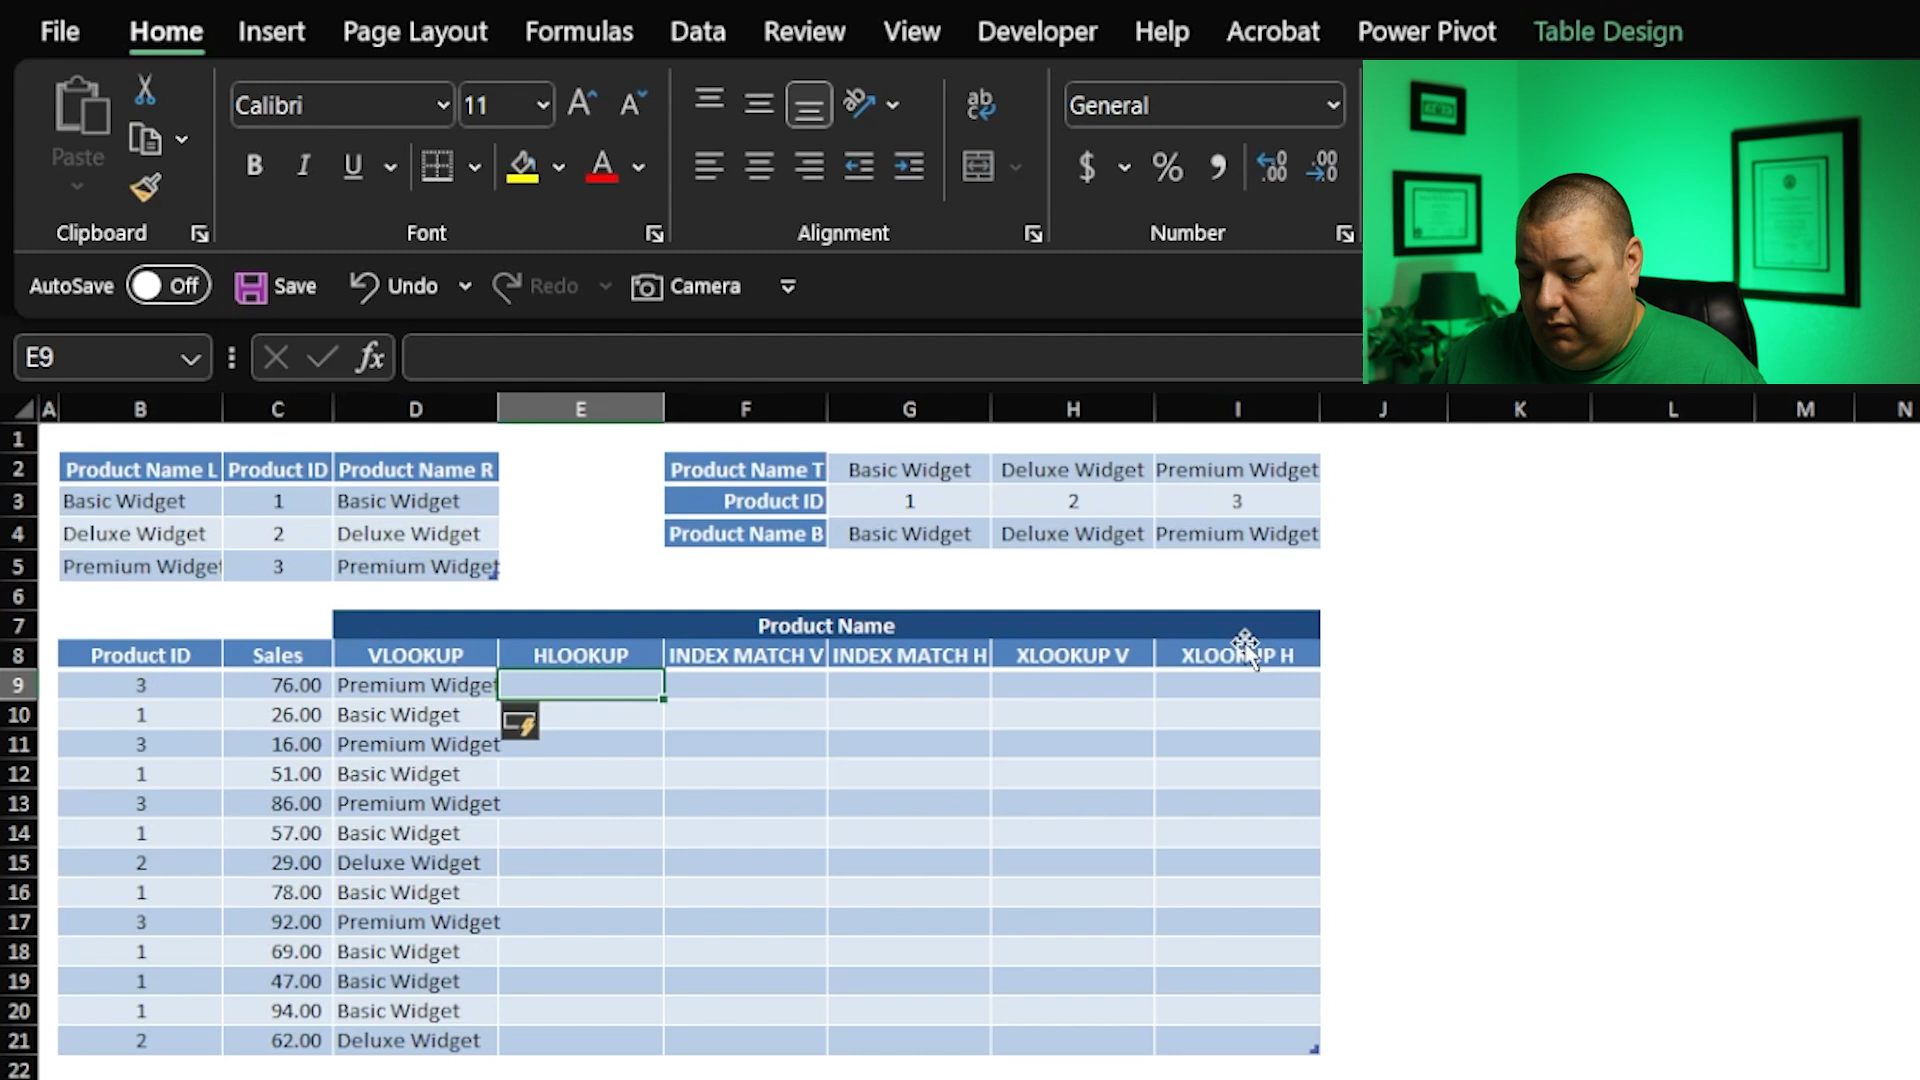 File Home Insert Page Layout Formulas Data Review View Developer Help Acrobat Power Pivot Table Design
Paste
Calibri 11 A A
General
B I U A
ab
c
$ % 9 .00 .00
Clipboard Font Alignment Number
AutoSave Off Save Undo Redo Camera
E9 fx
A B C D E F G H I J K L M N
1
2 Product Name L Product ID Product Name R Product Name T Basic Widget Deluxe Widget Premium Widget
3 Basic Widget 1 Basic Widget Product ID 1 2 3
4 Deluxe Widget 2 Deluxe Widget Product Name B Basic Widget Deluxe Widget Premium Widget
5 Premium Widget 3 Premium Widget
6
7 Product Name
8 Product ID Sales VLOOKUP HLOOKUP INDEX MATCH V INDEX MATCH H XLOOKUP V XLOOKUP H
9 3 76.00 Premium Widget
10 1 26.00 Basic Widget
11 3 16.00 Premium Widget
12 1 51.00 Basic Widget
13 3 86.00 Premium Widget
14 1 57.00 Basic Widget
15 2 29.00 Deluxe Widget
16 1 78.00 Basic Widget
17 3 92.00 Premium Widget
18 1 69.00 Basic Widget
19 1 47.00 Basic Widget
20 1 94.00 Basic Widget
21 2 62.00 Deluxe Widget
22